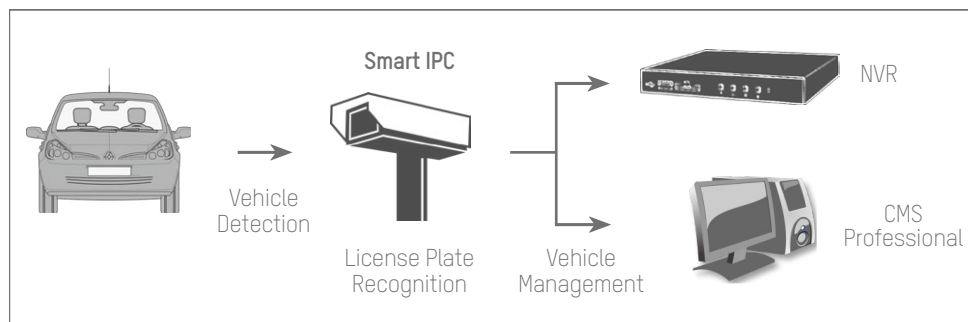 Smart IPC
NVR
Vehicle
Detection
License Plate
Recognition
Vehicle
Management
CMS
Professional